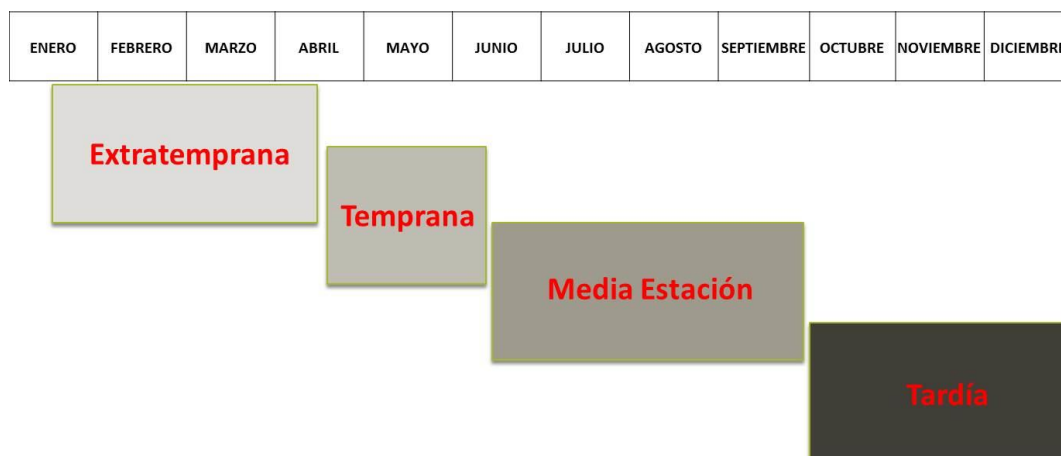 ENERO FEBRERO MARZO ABRIL MAYO JUNIO JULIO AGOSTO SEPTIEMBRE OCTUBRE NOVIEMBRE DICIEMBRE
Extratemprana
Temprana
Media Estación
Tardía